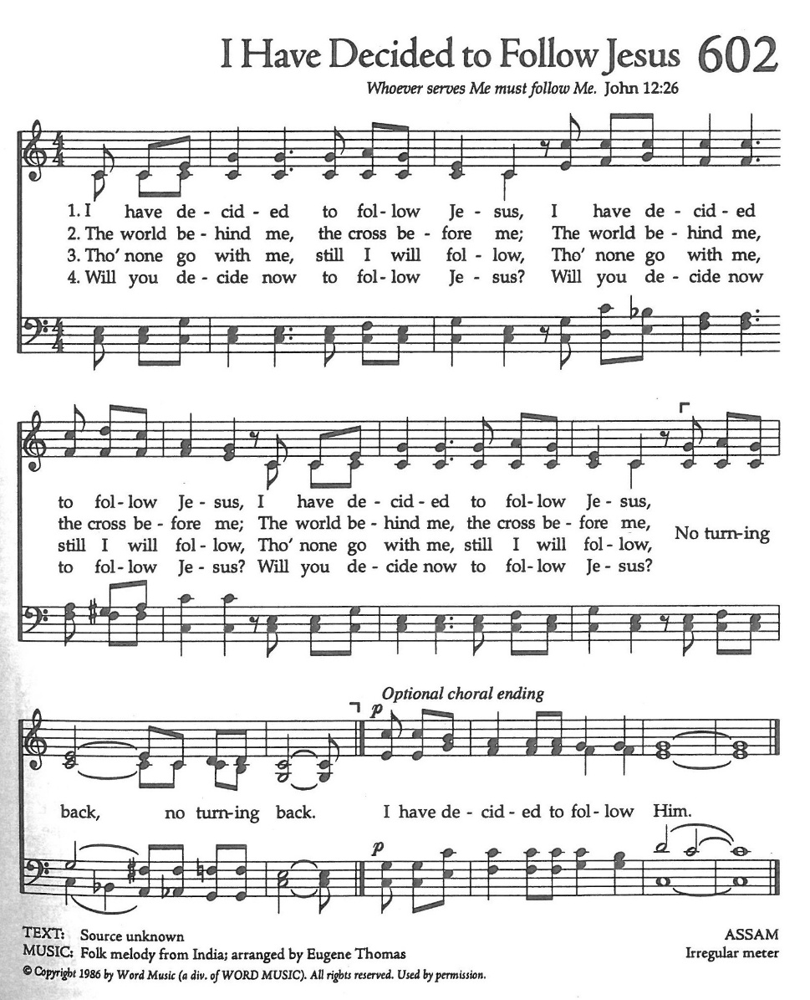 I Have Decided to Follow Jesus 602
Whoever serves Me must follow Me. John 12:26
1. I have de - cid - ed to fol - low Je - sus, I have de - cid - ed
2. The world be - hind me, the cross be - fore me; The world be - hind me,
3. Tho' none go with me, still I will fol - low, Tho' none go with me,
4. Will you de - cide now to fol - low Je - sus? Will you de - cide now
to fol - low Je - sus, I have de - cid - ed to fol - low Je - sus,
the cross be - fore me; The world be - hind me, the cross be - fore me,
still I will fol - low, Tho' none go with me, still I will fol - low,
to fol - low Je - sus? Will you de - cide now to fol - low Je - sus?
No turn-ing
Optional choral ending
p
back, no turn-ing back. I have de - cid - ed to fol - low Him.
p
TEXT: Source unknown
MUSIC: Folk melody from India; arranged by Eugene Thomas
© Copyright 1986 by Word Music (a div. of WORD MUSIC). All rights reserved. Used by permission.
ASSAM
Irregular meter